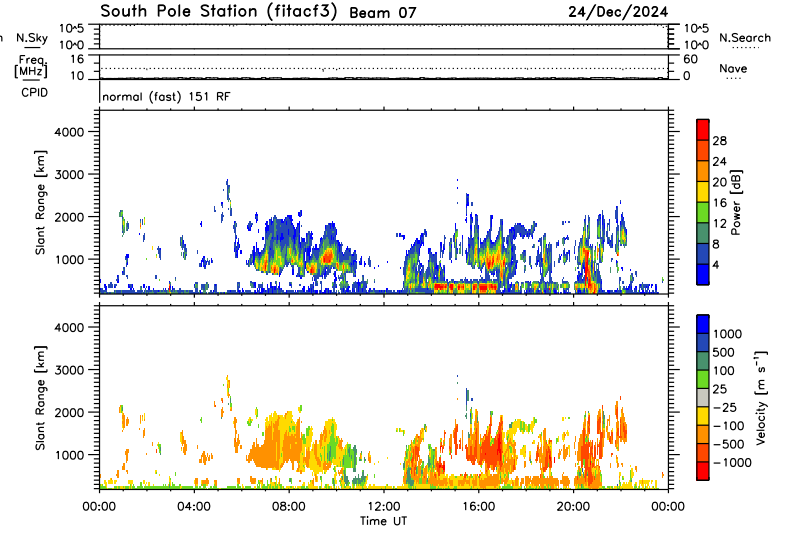 South Pole Station (fitacf3) Beam 07 24/Dec/2024
n N.Sky 10^5 10^5 N.Search
10^0 10^0
Freq. 16 60
[MHz] 10 0 Nave
CPID normal (fast) 151 RF
4000
3000
2000
1000
Slant Range [km]
28
24
20
16
12
8
4
Power [dB]
4000
3000
2000
1000
Slant Range [km]
1000
500
100
25
-25
-100
-500
-1000
Velocity [m s⁻¹]
00:00 04:00 08:00 12:00 16:00 20:00 00:00
Time UT